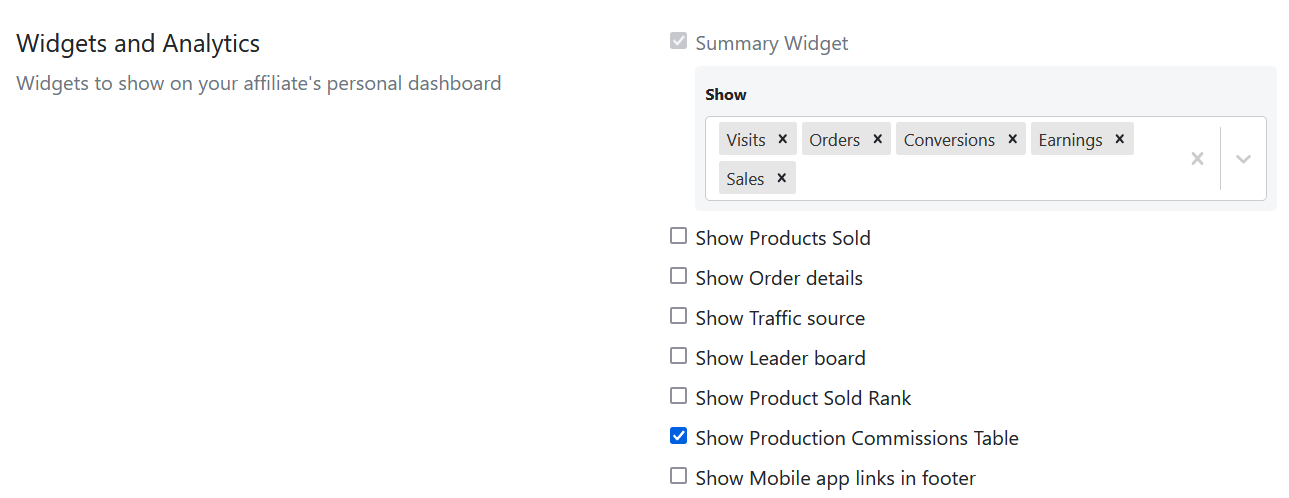 Widgets and Analytics
Widgets to show on your affiliate's personal dashboard
Summary Widget
Show
Visits Orders Conversions Earnings
Sales
Show Products Sold
Show Order details
Show Traffic source
Show Leader board
Show Product Sold Rank
Show Production Commissions Table
Show Mobile app links in footer